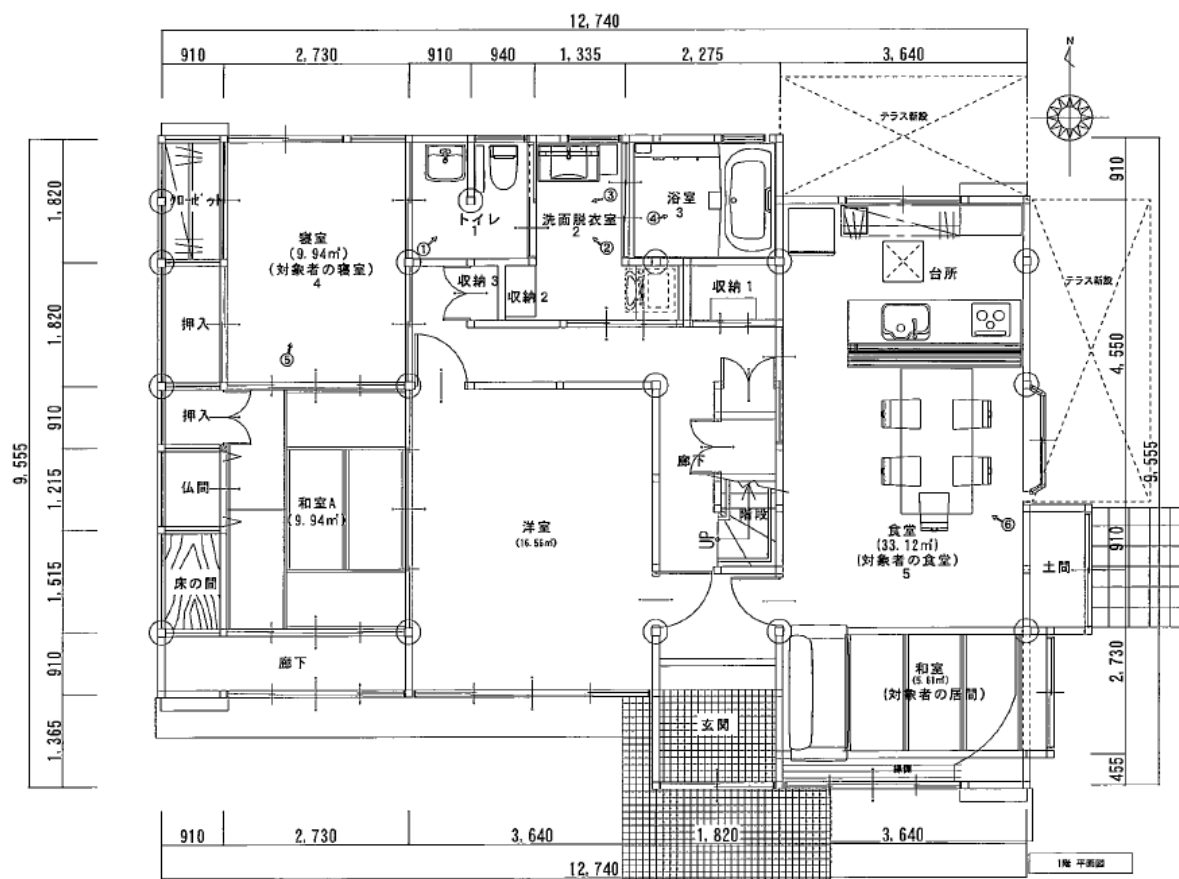 12,740
910
2,730
910
940
1,335
2,275
3,640
N
テラス新設
910
1,820
クローゼット
寝室
(9.94㎡)
(対象者の寝室)
4
トイレ
1
①
洗面脱衣室
2
③
②
浴室
3
④
台所
テラス新設
4,550
収納3
収納2
収納1
1,820
押入
⑤
9,555
910
押入
1,215
仏間
和室A
(9.94㎡)
洋室
(16.56㎡)
廊下
階段
UP
食堂
(33.12㎡)
(対象者の食堂)
5
⑥
9,555
910
土間
1,515
床の間
910
廊下
和室
(5.61㎡)
(対象者の居間)
2,730
1,365
玄関
縁側
455
910
2,730
3,640
1,820
3,640
12,740
1階 平面図